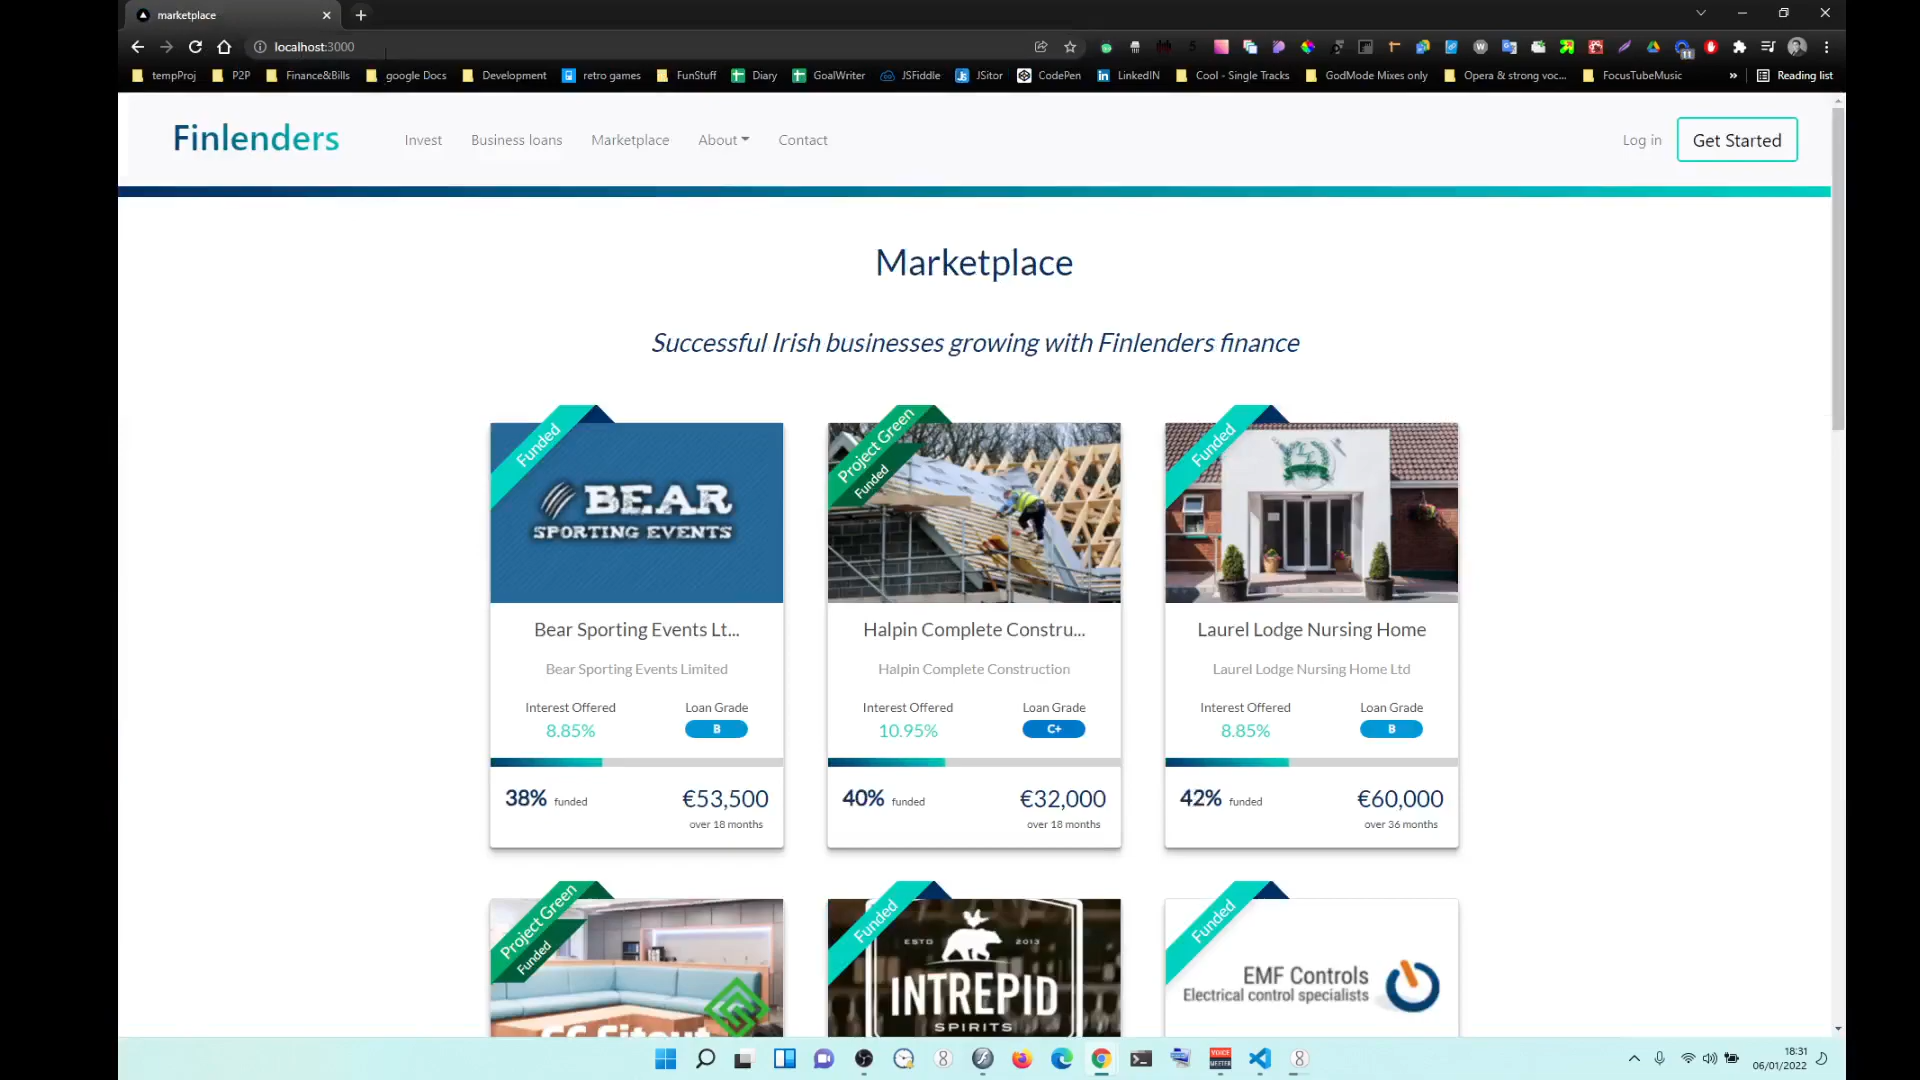 marketplace
localhost:3000
tempProj P2P Finance&Bills google Docs Development retro games FunStuff Diary GoalWriter JSFiddle JSitor CodePen LinkedIN Cool - Single Tracks GodMode Mixes only Opera & strong voc... FocusTubeMusic » Reading list
Finlenders Invest Business loans Marketplace About Contact Log in Get Started
Marketplace
Successful Irish businesses growing with Finlenders finance
Funded
BEAR
SPORTING EVENTS
Bear Sporting Events Lt...
Bear Sporting Events Limited
Interest Offered Loan Grade
8.85% B
38% funded €53,500
over 18 months
Project Green
Funded
Halpin Complete Constru...
Halpin Complete Construction
Interest Offered Loan Grade
10.95% C+
40% funded €32,000
over 18 months
Funded
Laurel Lodge Nursing Home
Laurel Lodge Nursing Home Ltd
Interest Offered Loan Grade
8.85% B
42% funded €60,000
over 36 months
Project Green
Funded
Funded
ESTD 2013
INTREPID
SPIRITS
Funded
EMF Controls
Electrical control specialists
18:31
06/01/2022